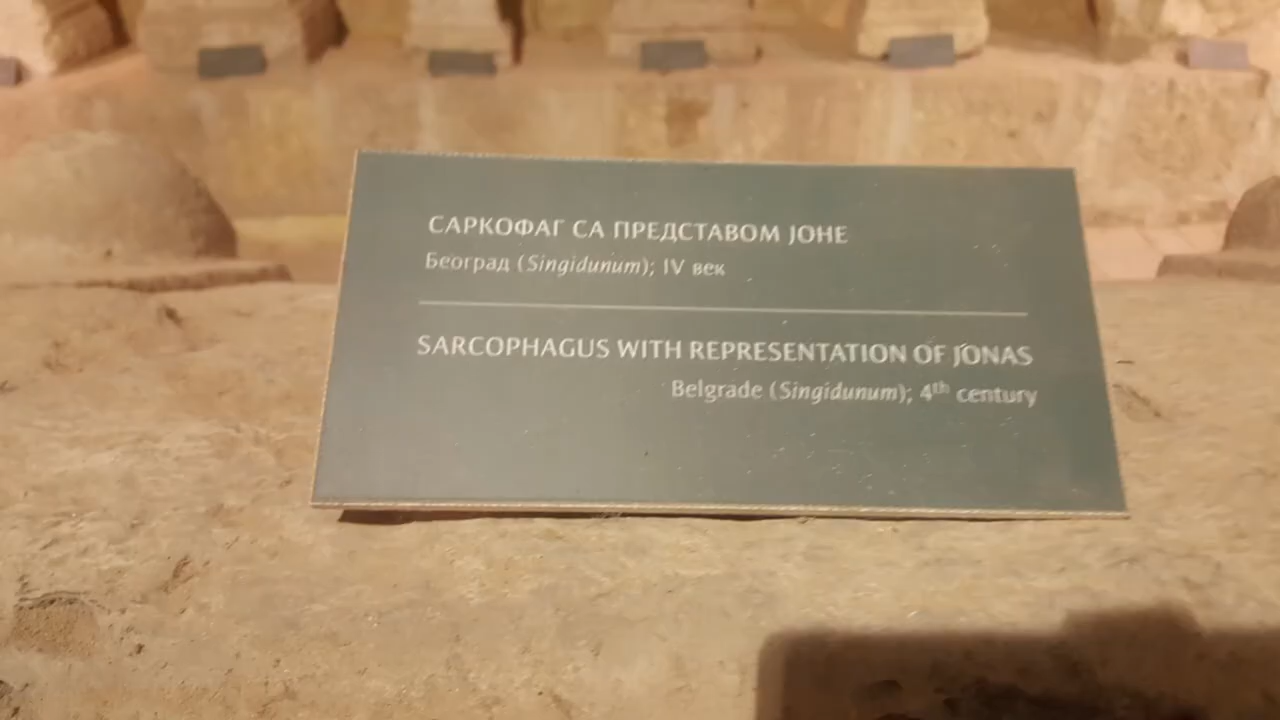 САРКОФАГ СА ПРЕДСТАВОМ ЈОНЕ
Београд (Singidunum); IV век
SARCOPHAGUS WITH REPRESENTATION OF JONAS
Belgrade (Singidunum); 4th century